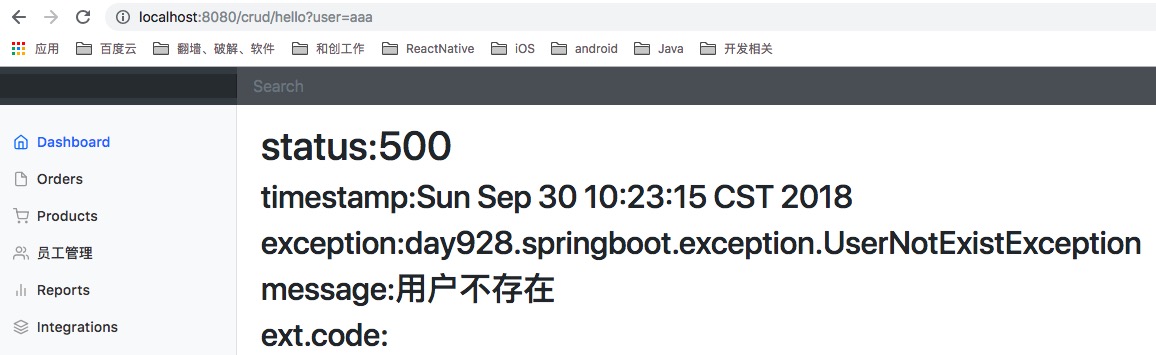 localhost:8080/crud/hello?user=aaa
应用 百度云 翻墙、破解、软件 和创工作 ReactNative iOS android Java 开发相关
Search
Dashboard
Orders
Products
员工管理
Reports
Integrations
status:500
timestamp:Sun Sep 30 10:23:15 CST 2018
exception:day928.springboot.exception.UserNotExistException
message:用户不存在
ext.code: